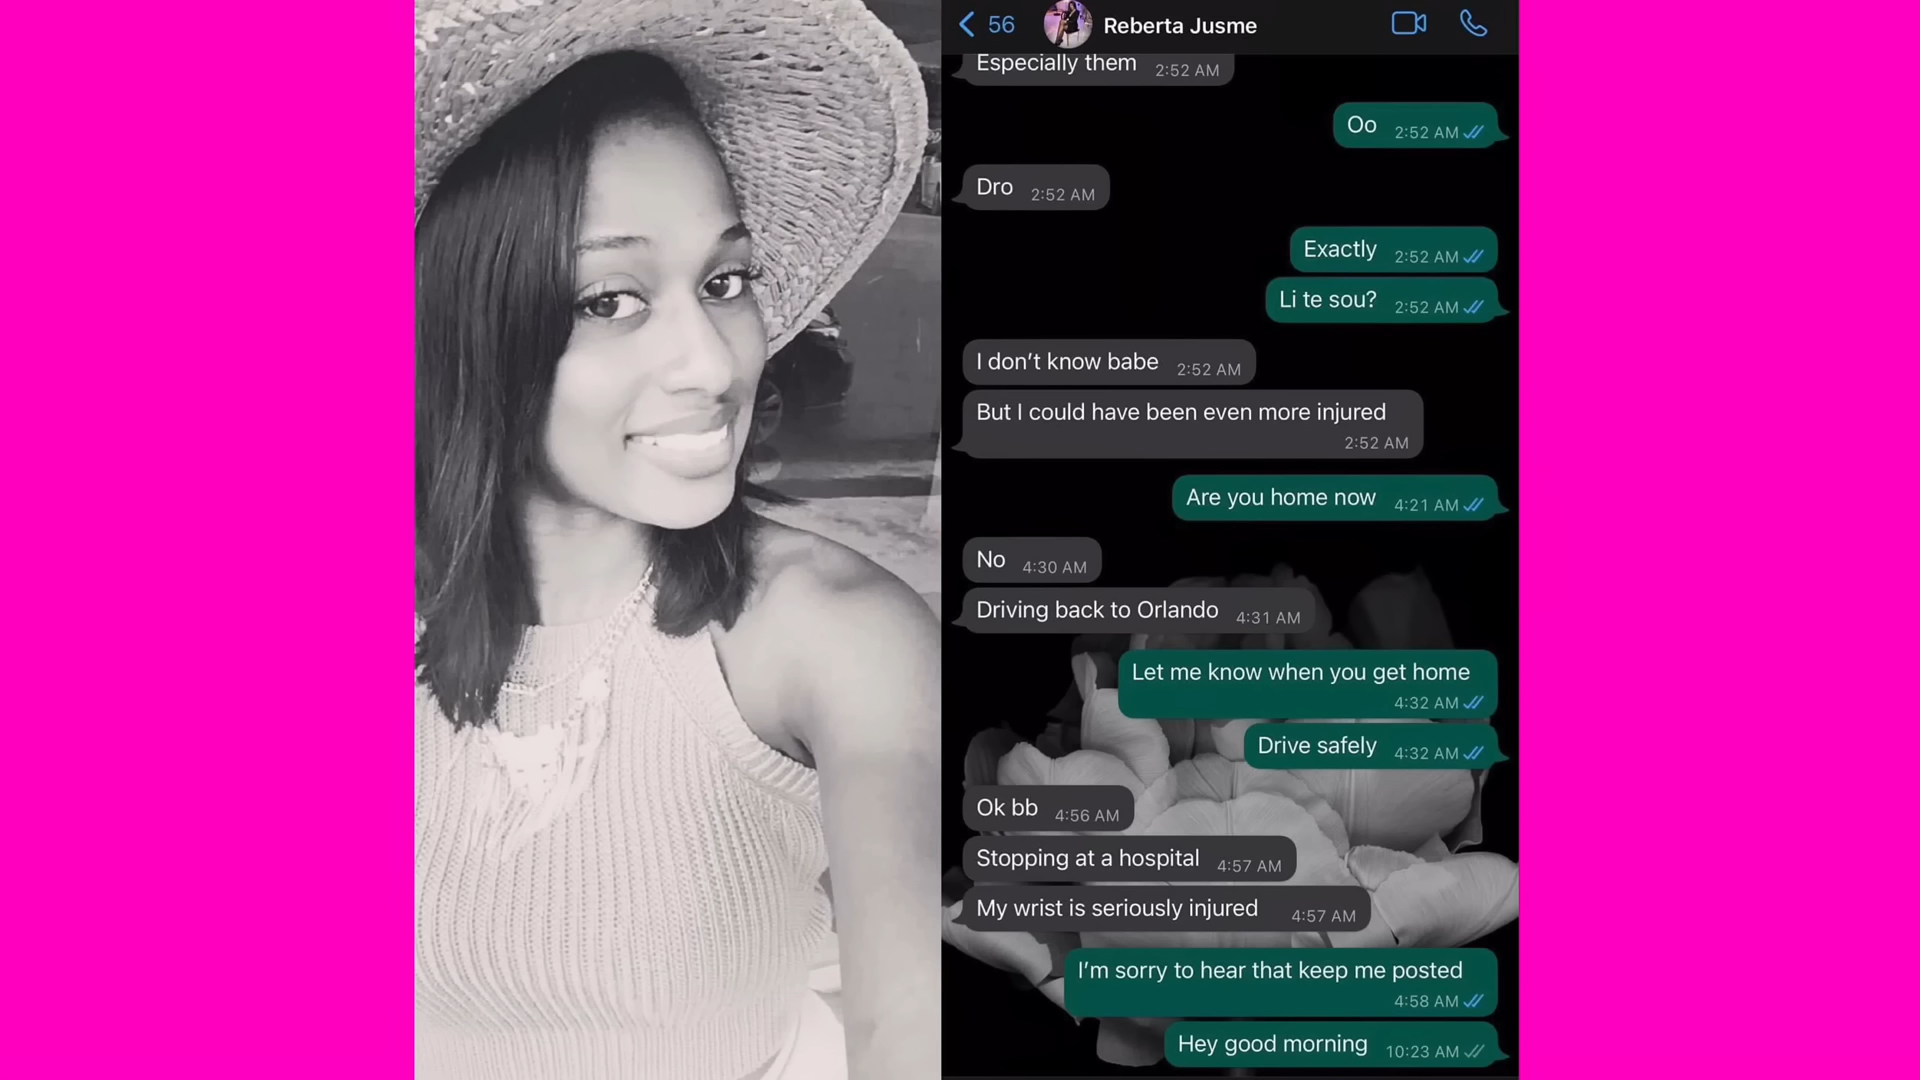 56
Reberta Jusme
Especially them 2:52 AM
Oo 2:52 AM
Dro 2:52 AM
Exactly 2:52 AM
Li te sou? 2:52 AM
I don't know babe 2:52 AM
But I could have been even more injured
2:52 AM
Are you home now 4:21 AM
No 4:30 AM
Driving back to Orlando 4:31 AM
Let me know when you get home
4:32 AM
Drive safely 4:32 AM
Ok bb 4:56 AM
Stopping at a hospital 4:57 AM
My wrist is seriously injured 4:57 AM
I'm sorry to hear that keep me posted
4:58 AM
Hey good morning 10:23 AM